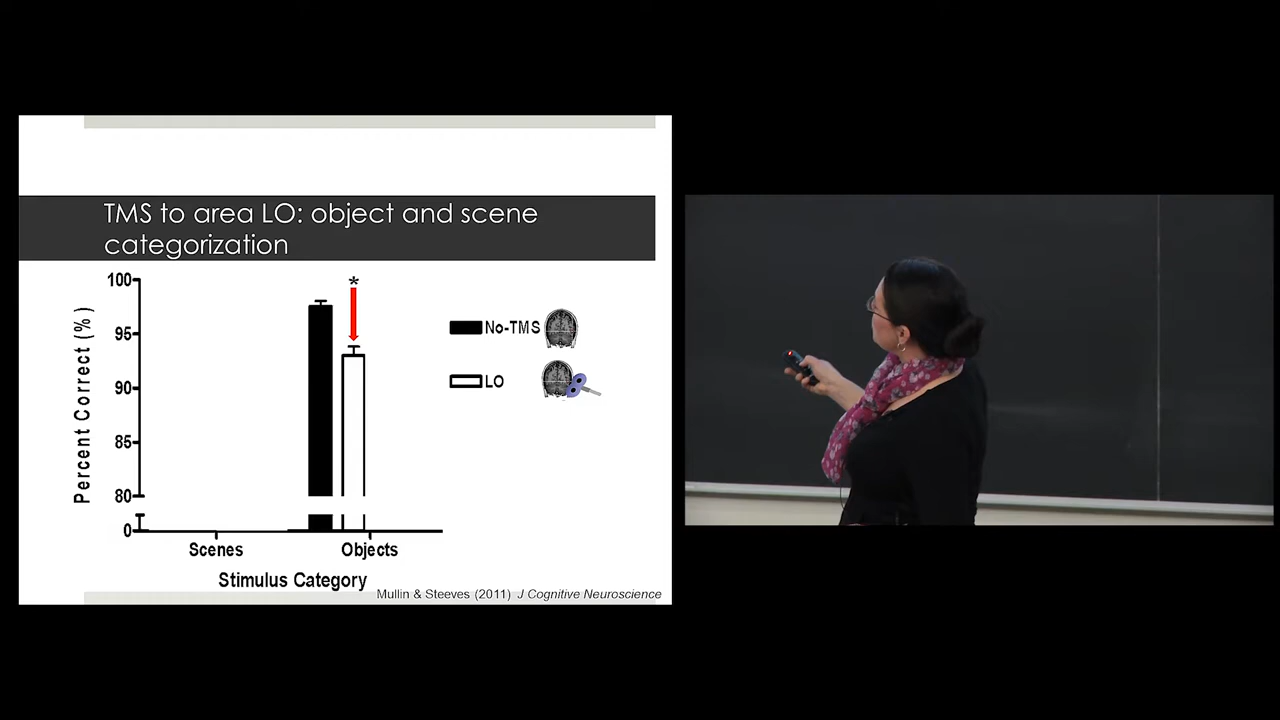 TMS to area LO: object and scene
categorization
100
95
90
85
80
0
Percent Correct (%)
*
No-TMS
LO
Scenes
Objects
Stimulus Category
Mullin & Steeves (2011) J Cognitive Neuroscience